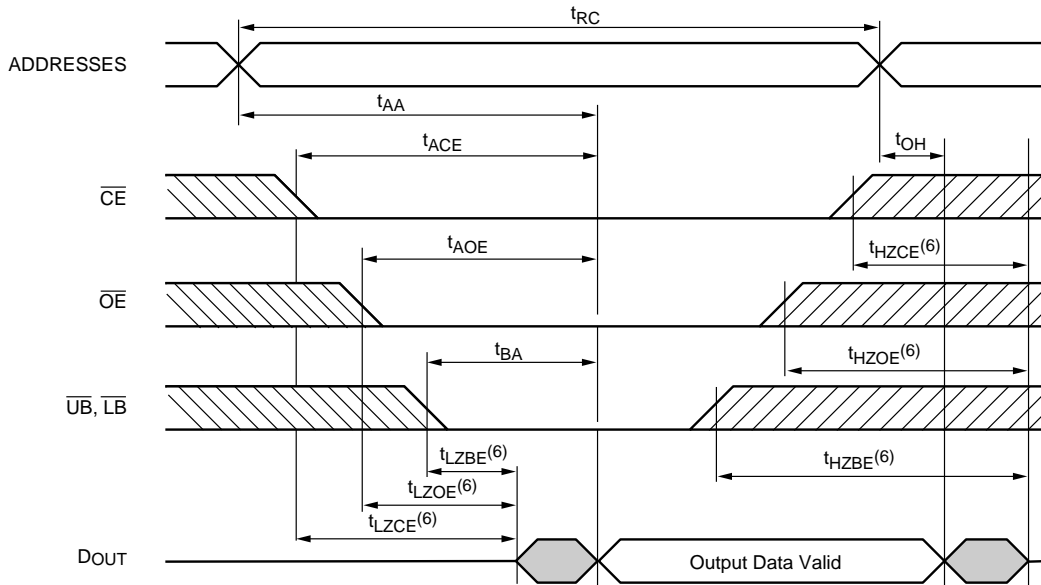 tRC
ADDRESSES
tAA
tACE
tOH
CE
tAOE
tHZCE(6)
OE
tBA
tHZOE(6)
UB, LB
tLZBE(6)
tHZBE(6)
tLZOE(6)
tLZCE(6)
DOUT
Output Data Valid